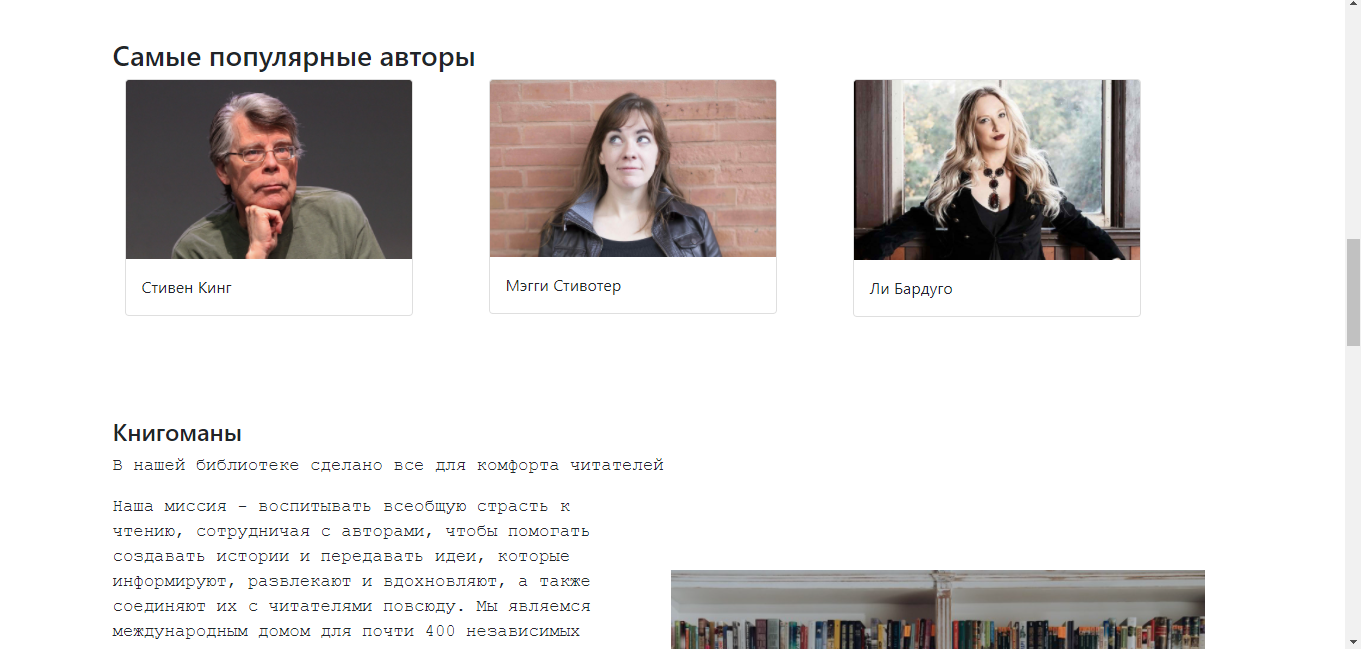 Самые популярные авторы
Стивен Кинг
Мэгги Стивотер
Ли Бардуго
Книгоманы
В нашей библиотеке сделано все для комфорта читателей
Наша миссия - воспитывать всеобщую страсть к
чтению, сотрудничая с авторами, чтобы помогать
создавать истории и передавать идеи, которые
информируют, развлекают и вдохновляют, а также
соединяют их с читателями повсюду. Мы являемся
международным домом для почти 400 независимых